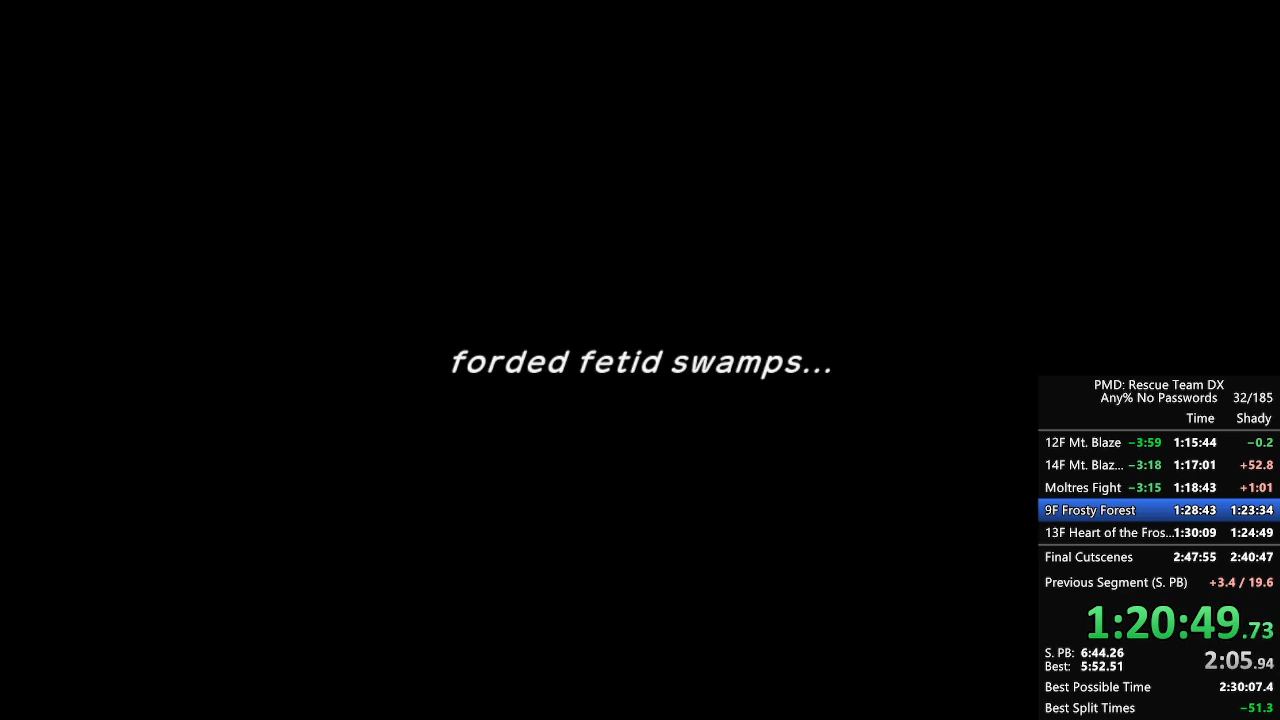 forded fetid swamps...
PMD: Rescue Team DX
Any% No Passwords 32/185
Time Shady
12F Mt. Blaze −3:59 1:15:44 −0.2
14F Mt. Blaz... −3:18 1:17:01 +52.8
Moltres Fight −3:15 1:18:43 +1:01
9F Frosty Forest 1:28:43 1:23:34
13F Heart of the Fros... 1:30:09 1:24:49
Final Cutscenes 2:47:55 2:40:47
Previous Segment (S. PB) +3.4 / 19.6
1:20:49.73
S. PB: 6:44.26
Best: 5:52.51
2:05.94
Best Possible Time 2:30:07.4
Best Split Times −51.3